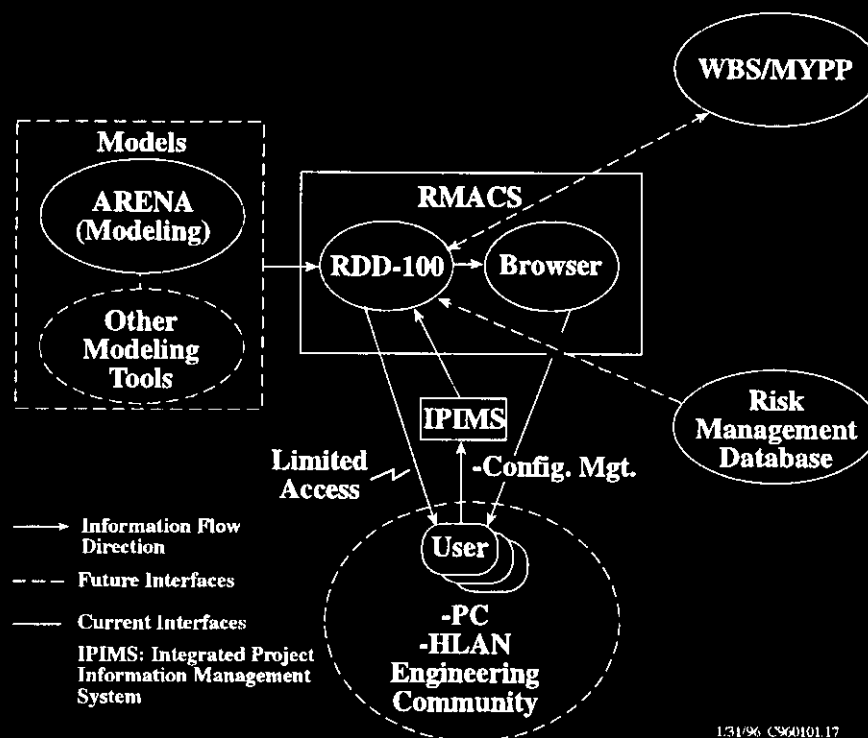 WBS/MYPP
Models
ARENA
(Modeling)
Other
Modeling
Tools
RMACS
RDD-100
Browser
IPIMS
Risk
Management
Database
Limited
Access
-Config. Mgt.
User
-PC
-HLAN
Engineering
Community
Information Flow
Direction
Future Interfaces
Current Interfaces
IPIMS: Integrated Project
Information Management
System
1/31/96 C960101.17